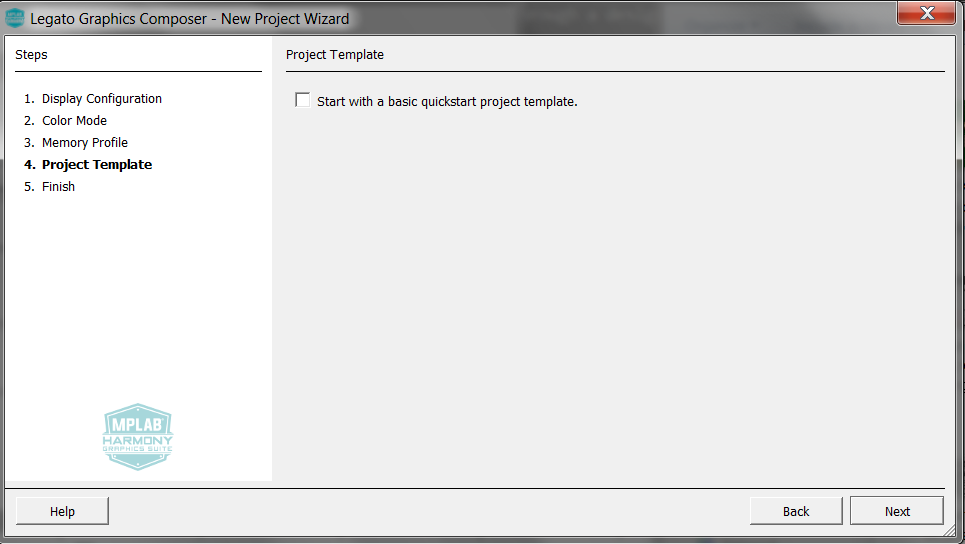 Legato Graphics Composer - New Project Wizard
Steps
1. Display Configuration
2. Color Mode
3. Memory Profile
4. Project Template
5. Finish
MPLAB
HARMONY
GRAPHICS SUITE
Project Template
Start with a basic quickstart project template.
Help
Back
Next